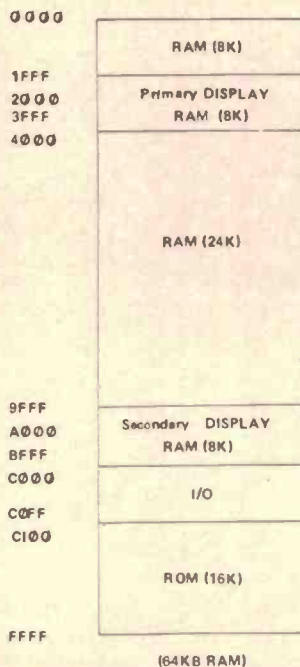 0000
RAM (8K)
1FFF
2000
Primary DISPLAY
3FFF
RAM (8K)
4000
RAM (24K)
9FFF
A000
Secondary DISPLAY
BFFF
RAM (8K)
C000
I/O
C0FF
C100
ROM (16K)
FFFF
(64KB RAM)